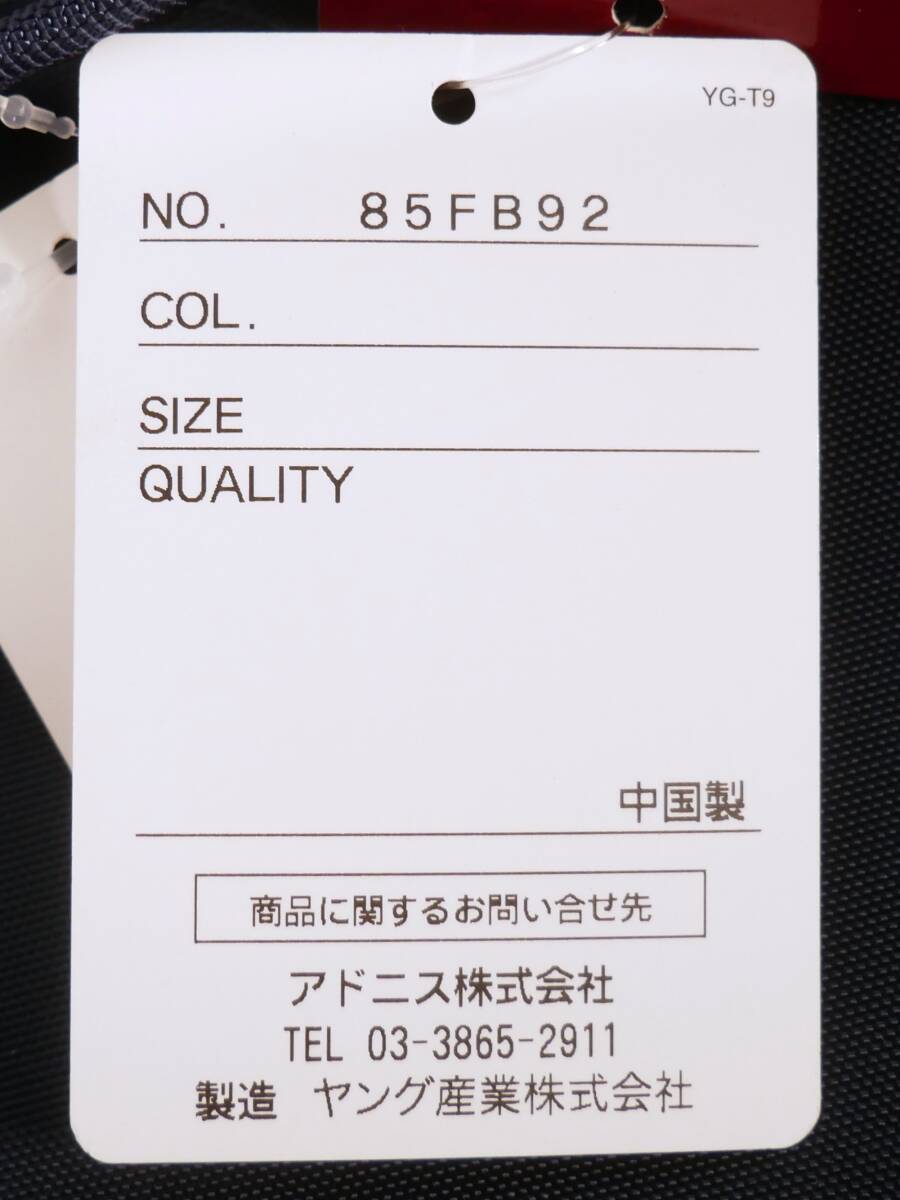 YG-T9
NO. 85FB92
COL.
SIZE
QUALITY
中国製
商品に関するお問い合せ先
アドニス株式会社
TEL 03-3865-2911
製造 ヤング産業株式会社